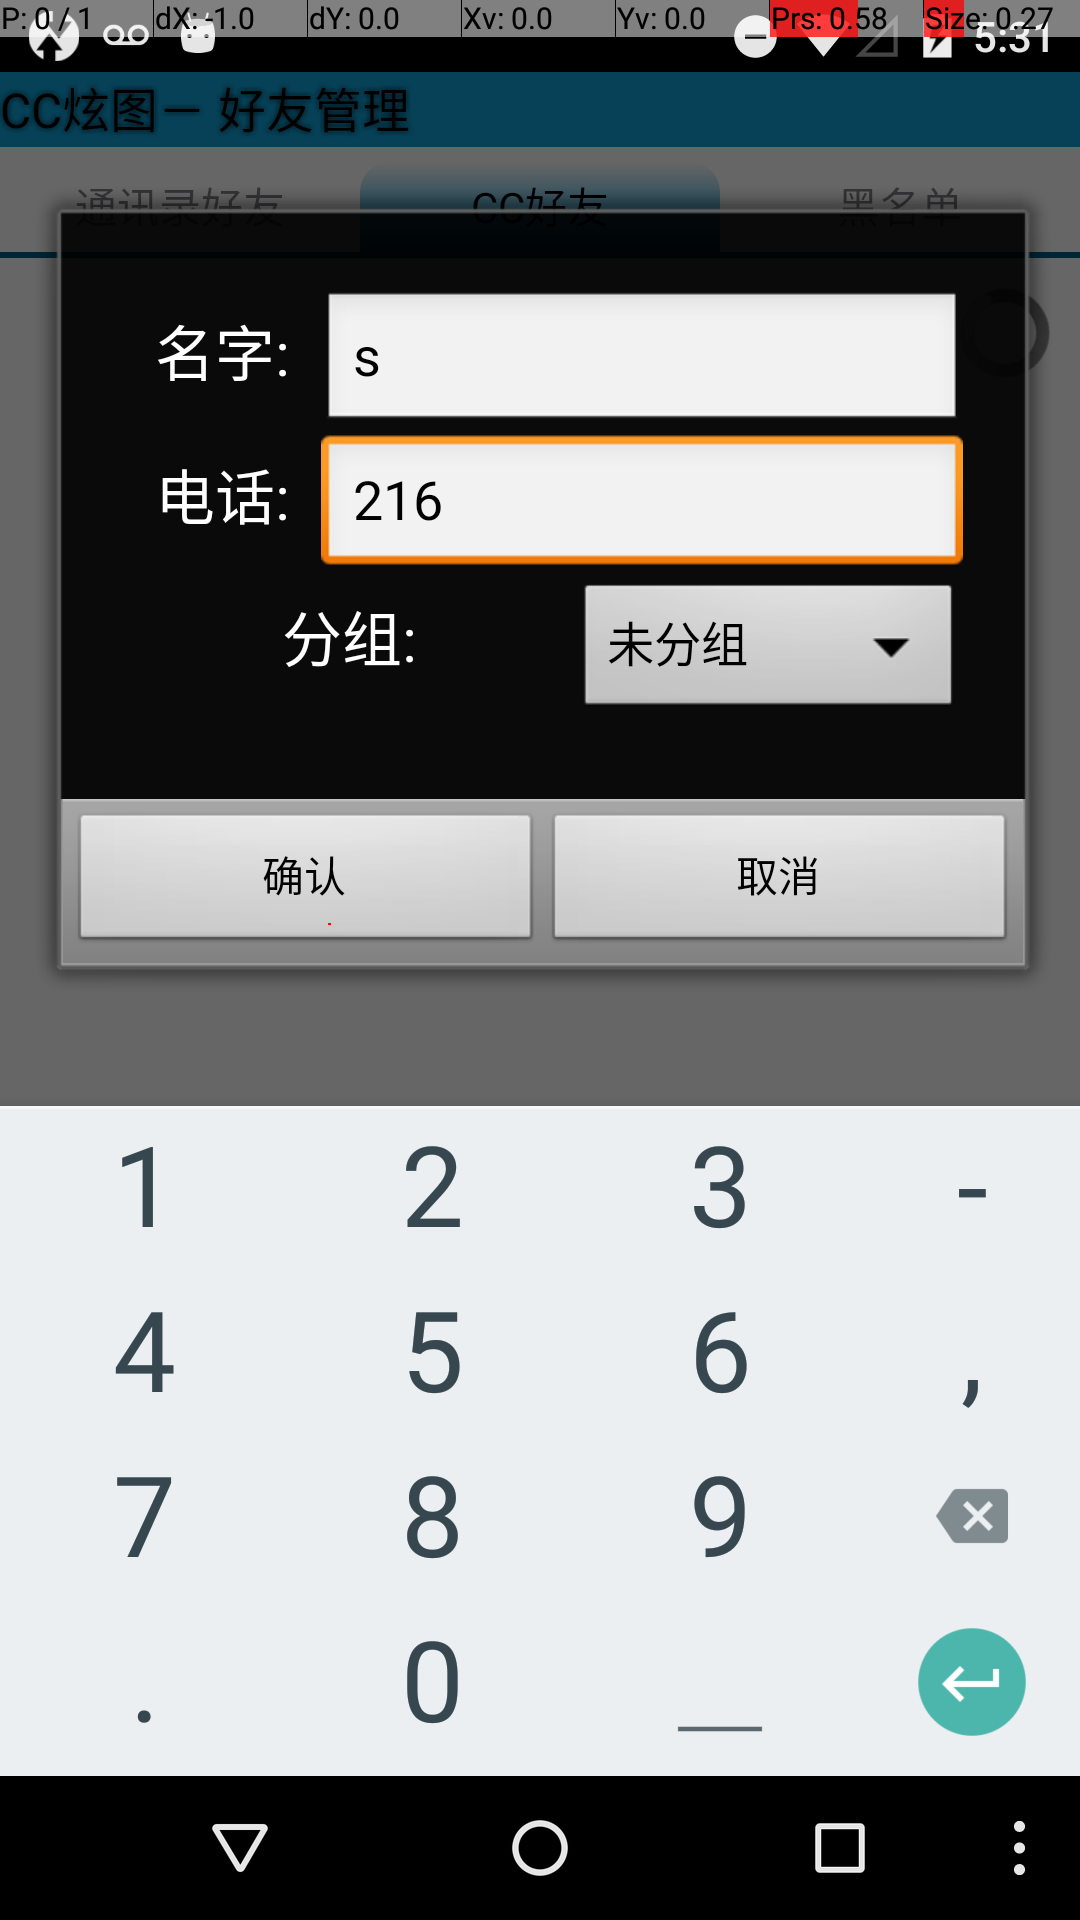 P: 0 / 1 dX: -1.0 dY: 0.0 Xv: 0.0 Yv: 0.0 Prs: 0.58 Size: 0.27
5:31
CC炫图－ 好友管理
通讯录好友 CC好友 黑名单
名字: s
电话: 216
分组: 未分组
确认 取消
1 2 3 -
4 5 6 ,
7 8 9
. 0